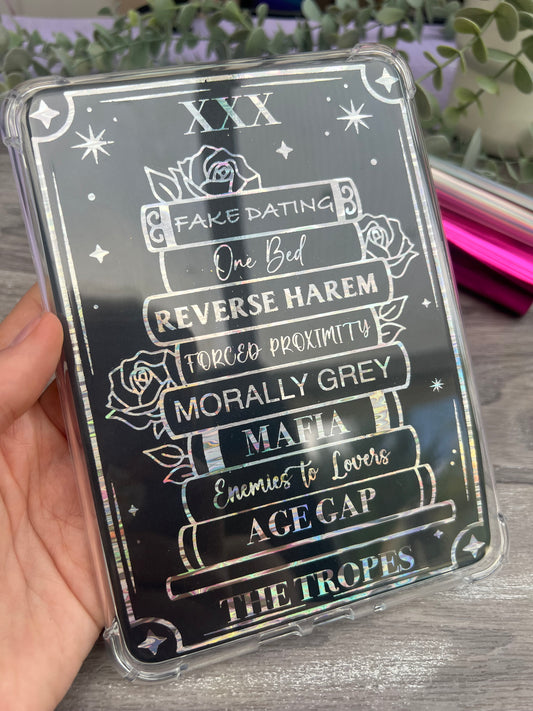 XXX
FAKE DATING
One Bed
REVERSE HAREM
FORCED PROXIMITY
MORALLY GREY
MAFIA
Enemies to Lovers
AGE GAP
THE TROPES